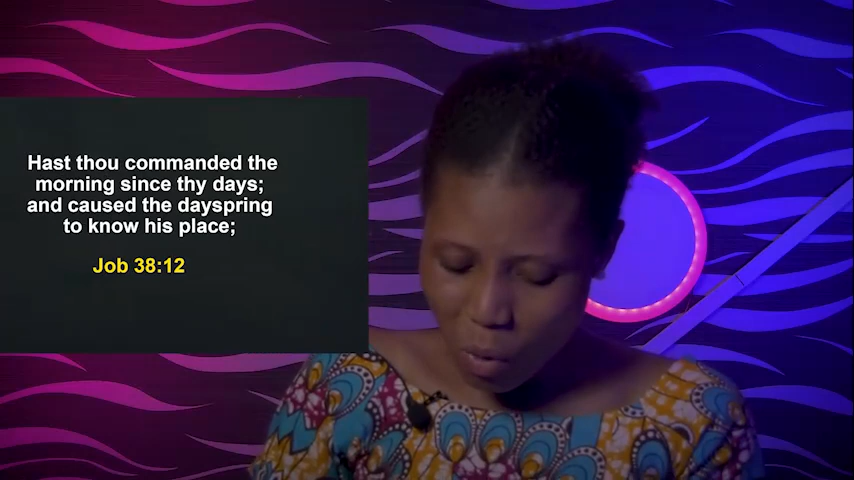 Hast thou commanded the
morning since thy days;
and caused the dayspring
to know his place;
Job 38:12